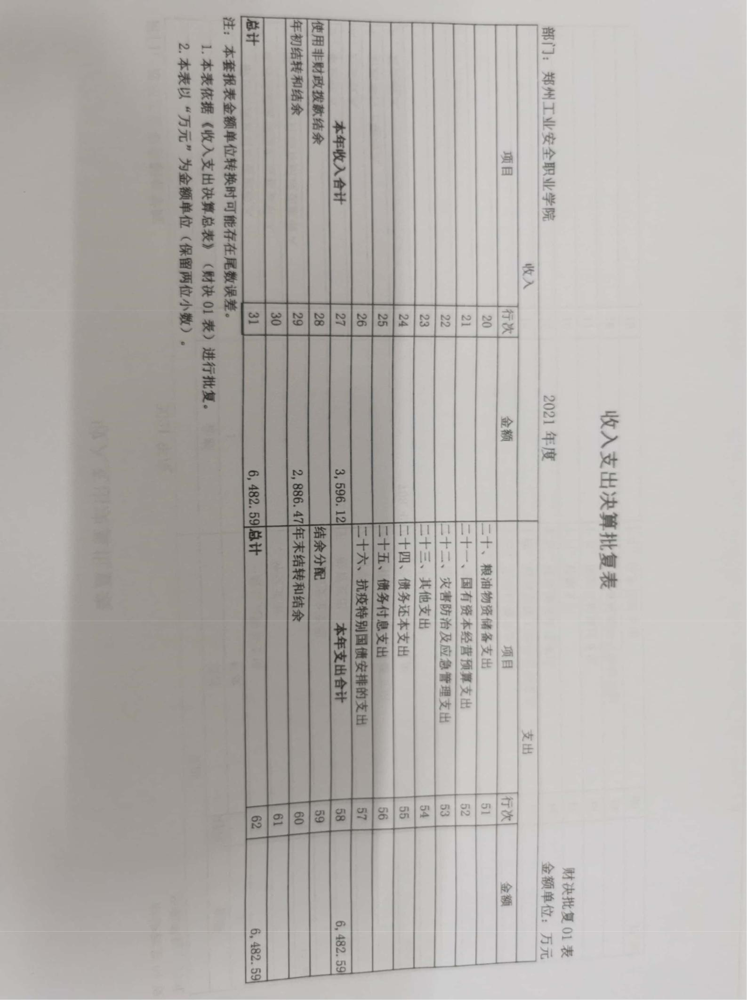 收入支出决算批复表
财决批复 01 表
部门：郑州工业安全职业学院 2021 年度 金额单位：万元
收入 支出
项目 行次 金额 项目 行次 金额
20 二十、粮油物资储备支出 51
21 二十一、国有资本经营预算支出 52
22 二十二、灾害防治及应急管理支出 53
23 二十三、其他支出 54
24 二十四、债务还本支出 55
25 二十五、债务付息支出 56
26 二十六、抗疫特别国债安排的支出 57
本年收入合计 27 3,596.12 本年支出合计 58 6,482.59
使用非财政拨款结余 28 结余分配 59
年初结转和结余 29 2,886.47 年末结转和结余 60
30 61
总计 31 6,482.59 总计 62 6,482.59
注：本套报表金额单位转换时可能存在尾数误差。
1.本表依据《收入支出决算总表》（财决 01 表）进行批复。
2.本表以“万元”为金额单位（保留两位小数）。